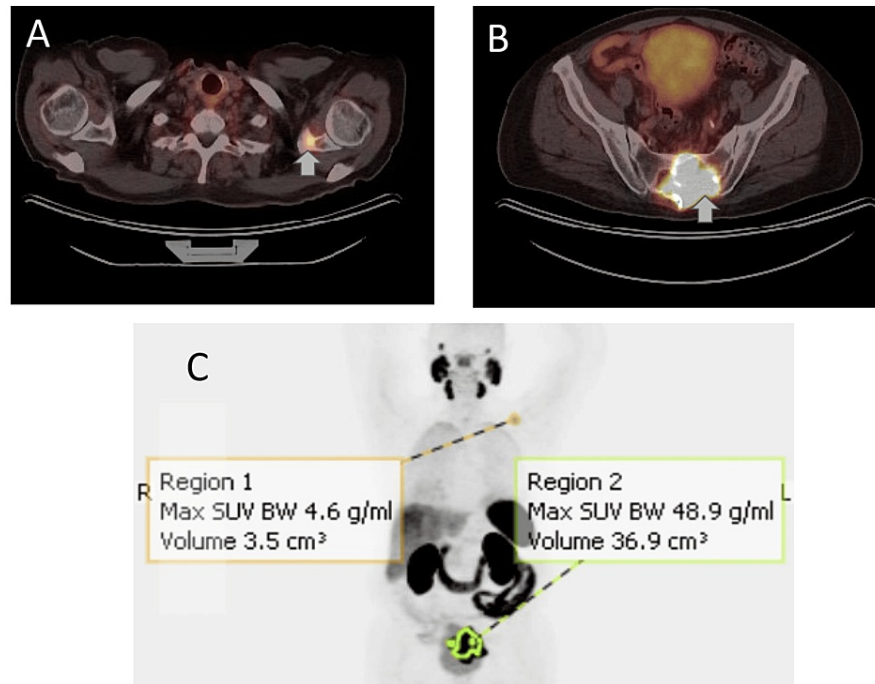 A
B
C
R
Region 1
Max SUV BW 4.6 g/ml
Volume 3.5 cm³
Region 2
Max SUV BW 48.9 g/ml
Volume 36.9 cm³
L